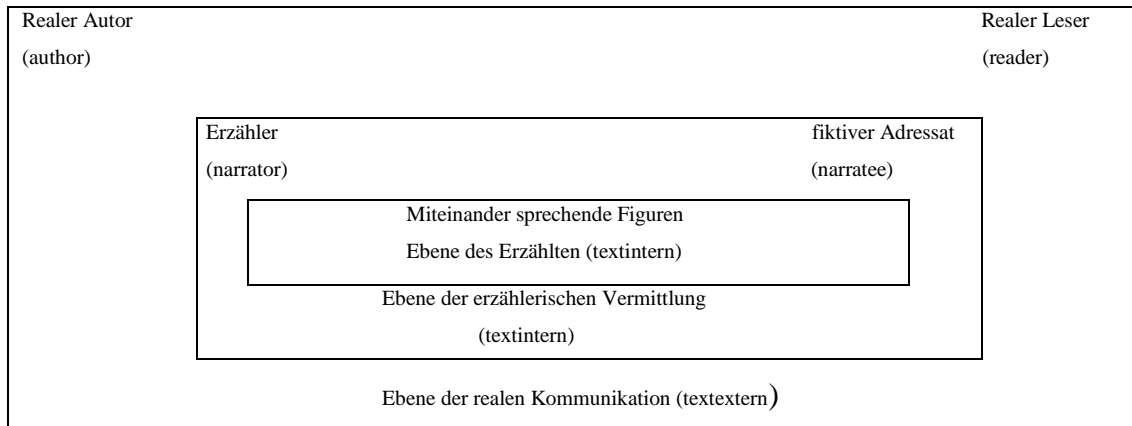 Realer Autor Realer Leser
(author) (reader)
Erzähler fiktiver Adressat
(narrator) (narratee)
Miteinander sprechende Figuren
Ebene des Erzählten (textintern)
Ebene der erzählerischen Vermittlung
(textintern)
Ebene der realen Kommunikation (textextern)